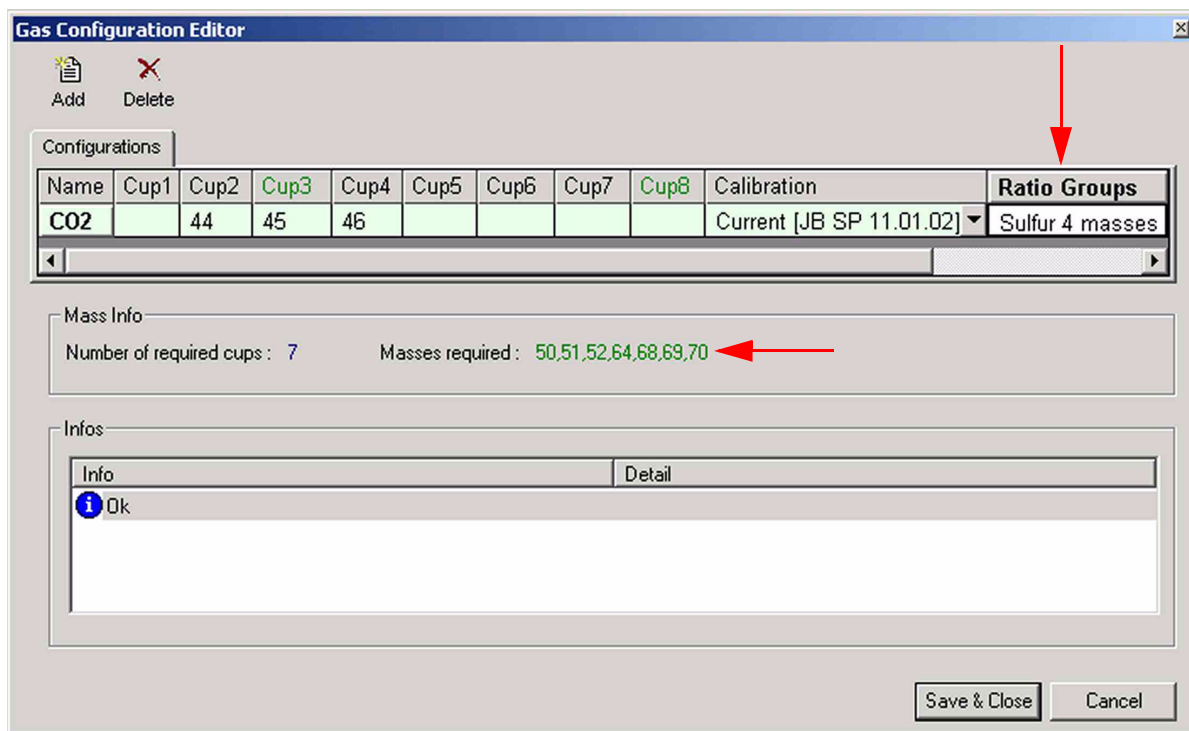 Gas Configuration Editor
Add Delete
Configurations
Name Cup1 Cup2 Cup3 Cup4 Cup5 Cup6 Cup7 Cup8 Calibration Ratio Groups
CO2 44 45 46 Current [JB SP 11.01.02] Sulfur 4 masses
Mass Info
Number of required cups : 7 Masses required : 50,51,52,64,68,69,70
Infos
Info Detail
i Ok
Save & Close Cancel